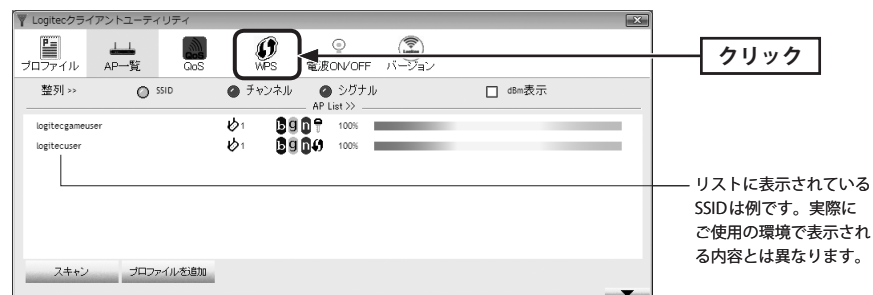 Logitecクライアントユーティリティ
プロファイル AP一覧 QoS WPS 電波ON/OFF バージョン
クリック
整列 >> SSID チャンネル シグナル dBm表示
AP List >>
logitecgameuser 1 b g n 100%
logitecuser 1 b g n 100%
リストに表示されている
SSIDは例です。実際に
ご使用の環境で表示され
る内容とは異なります。
スキャン プロファイルを追加